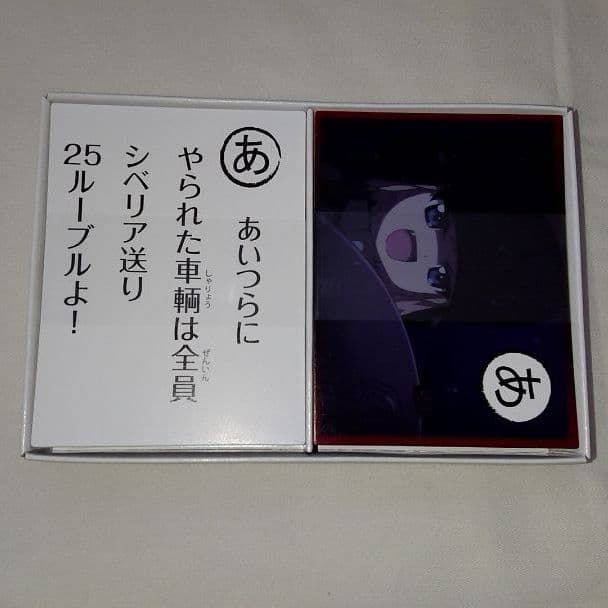 あ
あいつらに
やられた車輌は全員
しゃりょう
ぜんいん
シベリア送り
25ルーブルよ！
あ